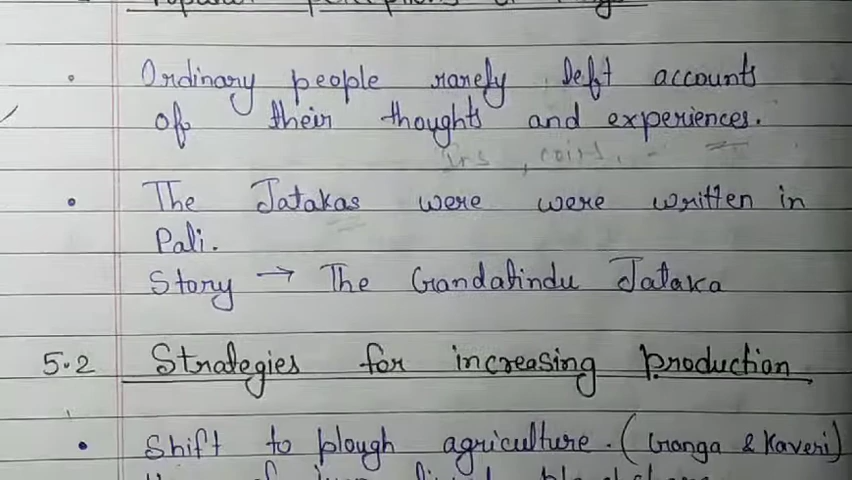 Ordinary people rarely left accounts
of their thoughts and experiences.
The Jatakas were were written in
Pali.
Story → The Gandatindu Jataka
5.2 Strategies for increasing production
Shift to plough agriculture. (Ganga & Kaveri)